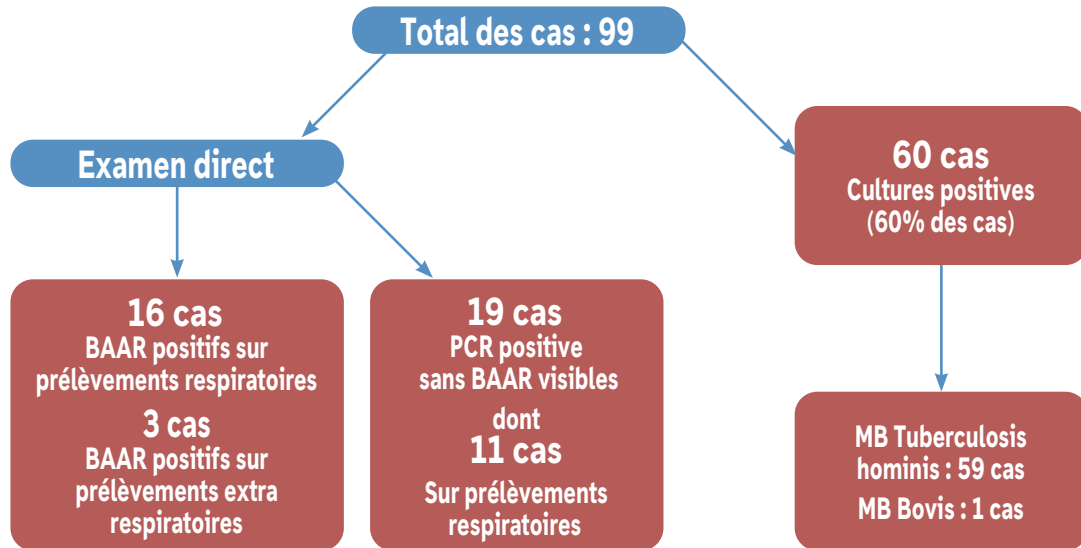 Total des cas : 99
Examen direct
60 cas
Cultures positives
(60% des cas)
16 cas
BAAR positifs sur
prélèvements respiratoires
3 cas
BAAR positifs sur
prélèvements extra
respiratoires
19 cas
PCR positive
sans BAAR visibles
dont
11 cas
Sur prélèvements
respiratoires
MB Tuberculosis
hominis : 59 cas
MB Bovis : 1 cas